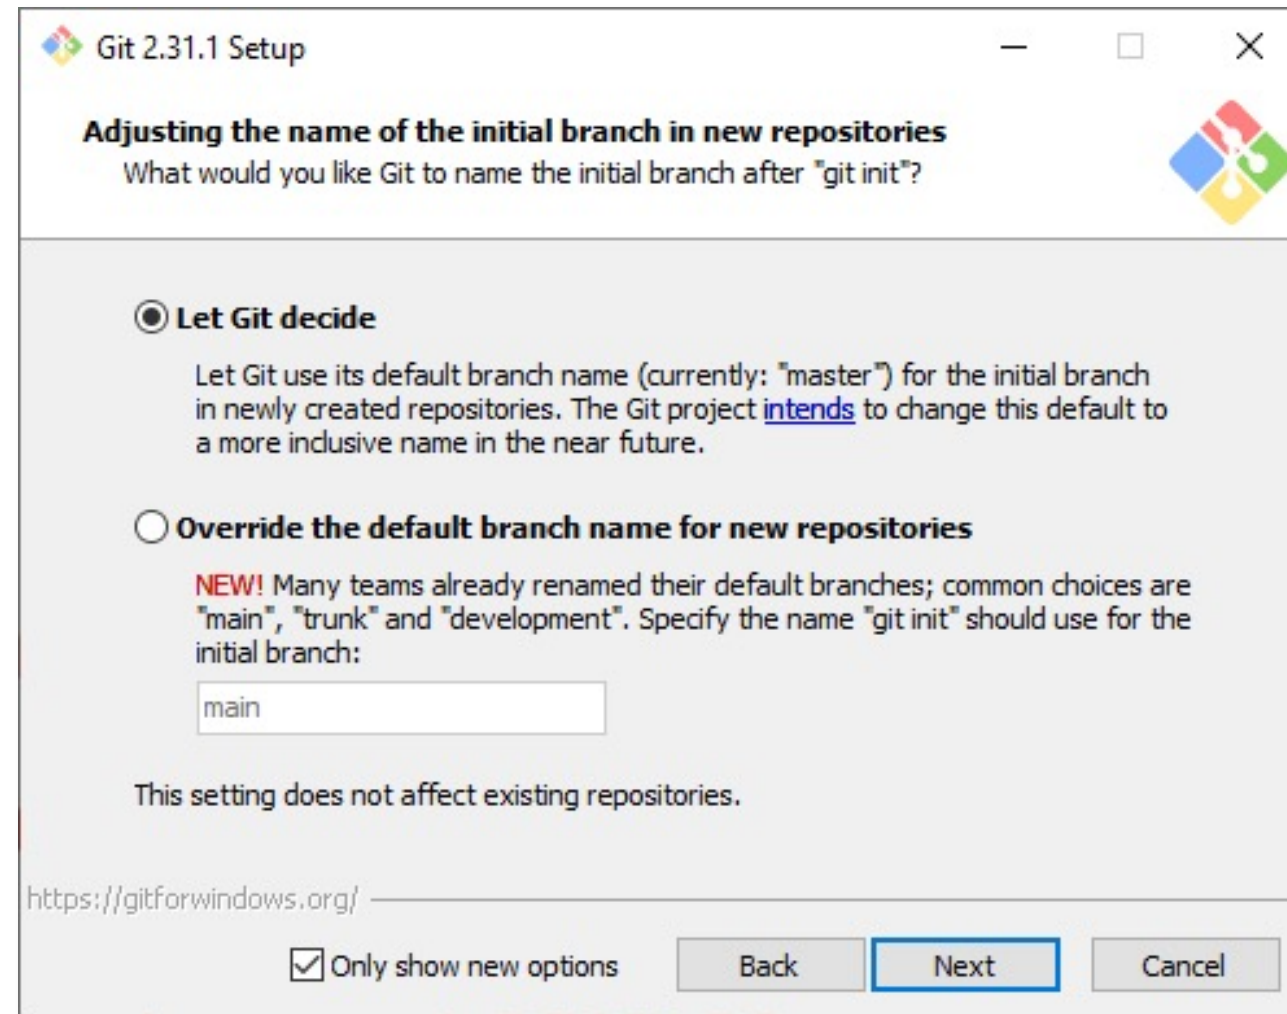 Git 2.31.1 Setup
Adjusting the name of the initial branch in new repositories
What would you like Git to name the initial branch after "git init"?
Let Git decide
Let Git use its default branch name (currently: "master") for the initial branch
in newly created repositories. The Git project intends to change this default to
a more inclusive name in the near future.
Override the default branch name for new repositories
NEW! Many teams already renamed their default branches; common choices are
"main", "trunk" and "development". Specify the name "git init" should use for the
initial branch:
main
This setting does not affect existing repositories.
https://gitforwindows.org/
Only show new options
Back
Next
Cancel